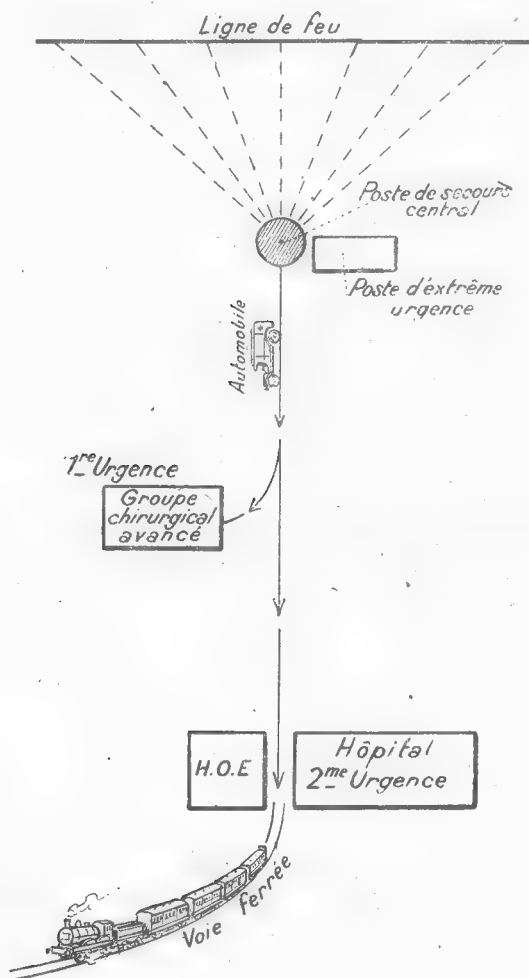 Ligne de feu
Poste de secours
central
Poste d'éxtrême
urgence
Automobile
1re Urgence
Groupe
chirurgical
avancé
H.O.E
Hôpital
2me Urgence
Voie ferrée